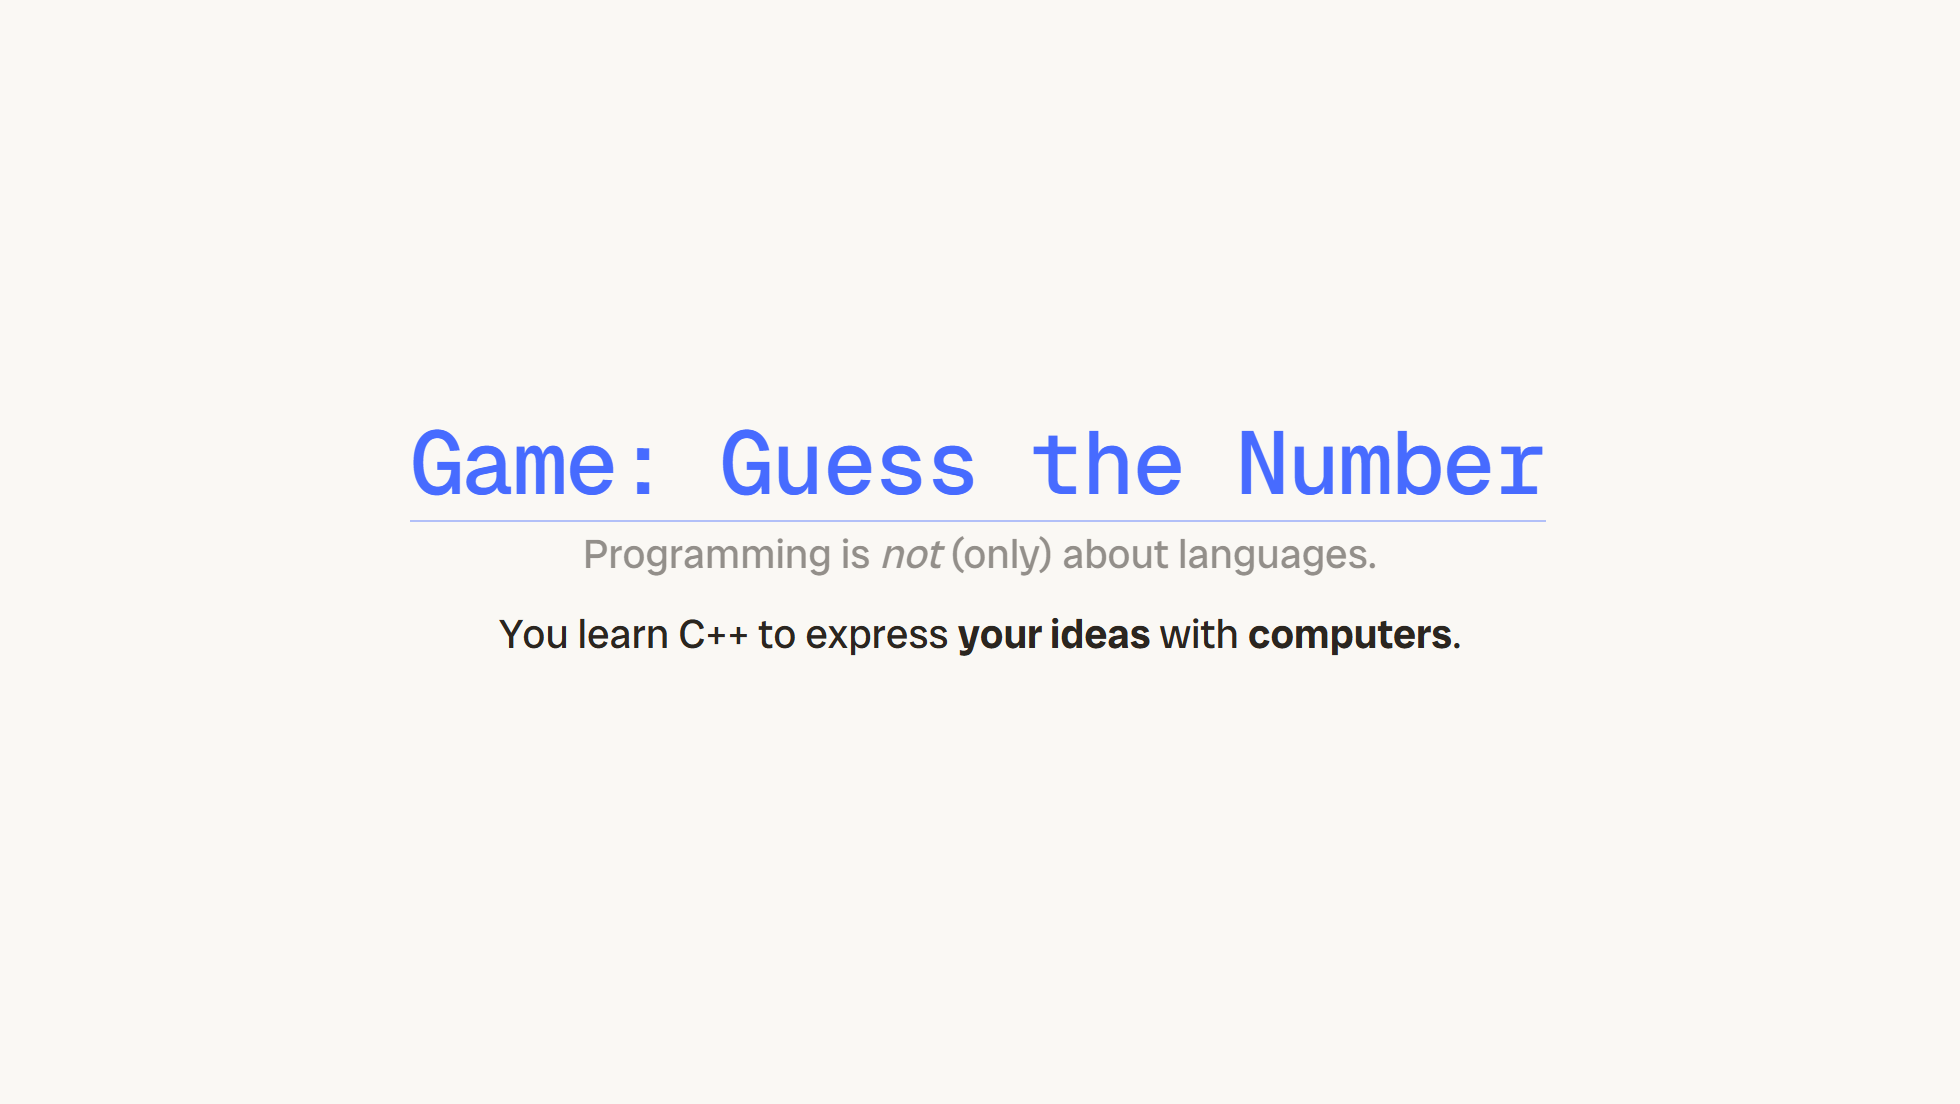 Game: Guess the Number
Programming is not (only) about languages.
You learn C++ to express your ideas with computers.